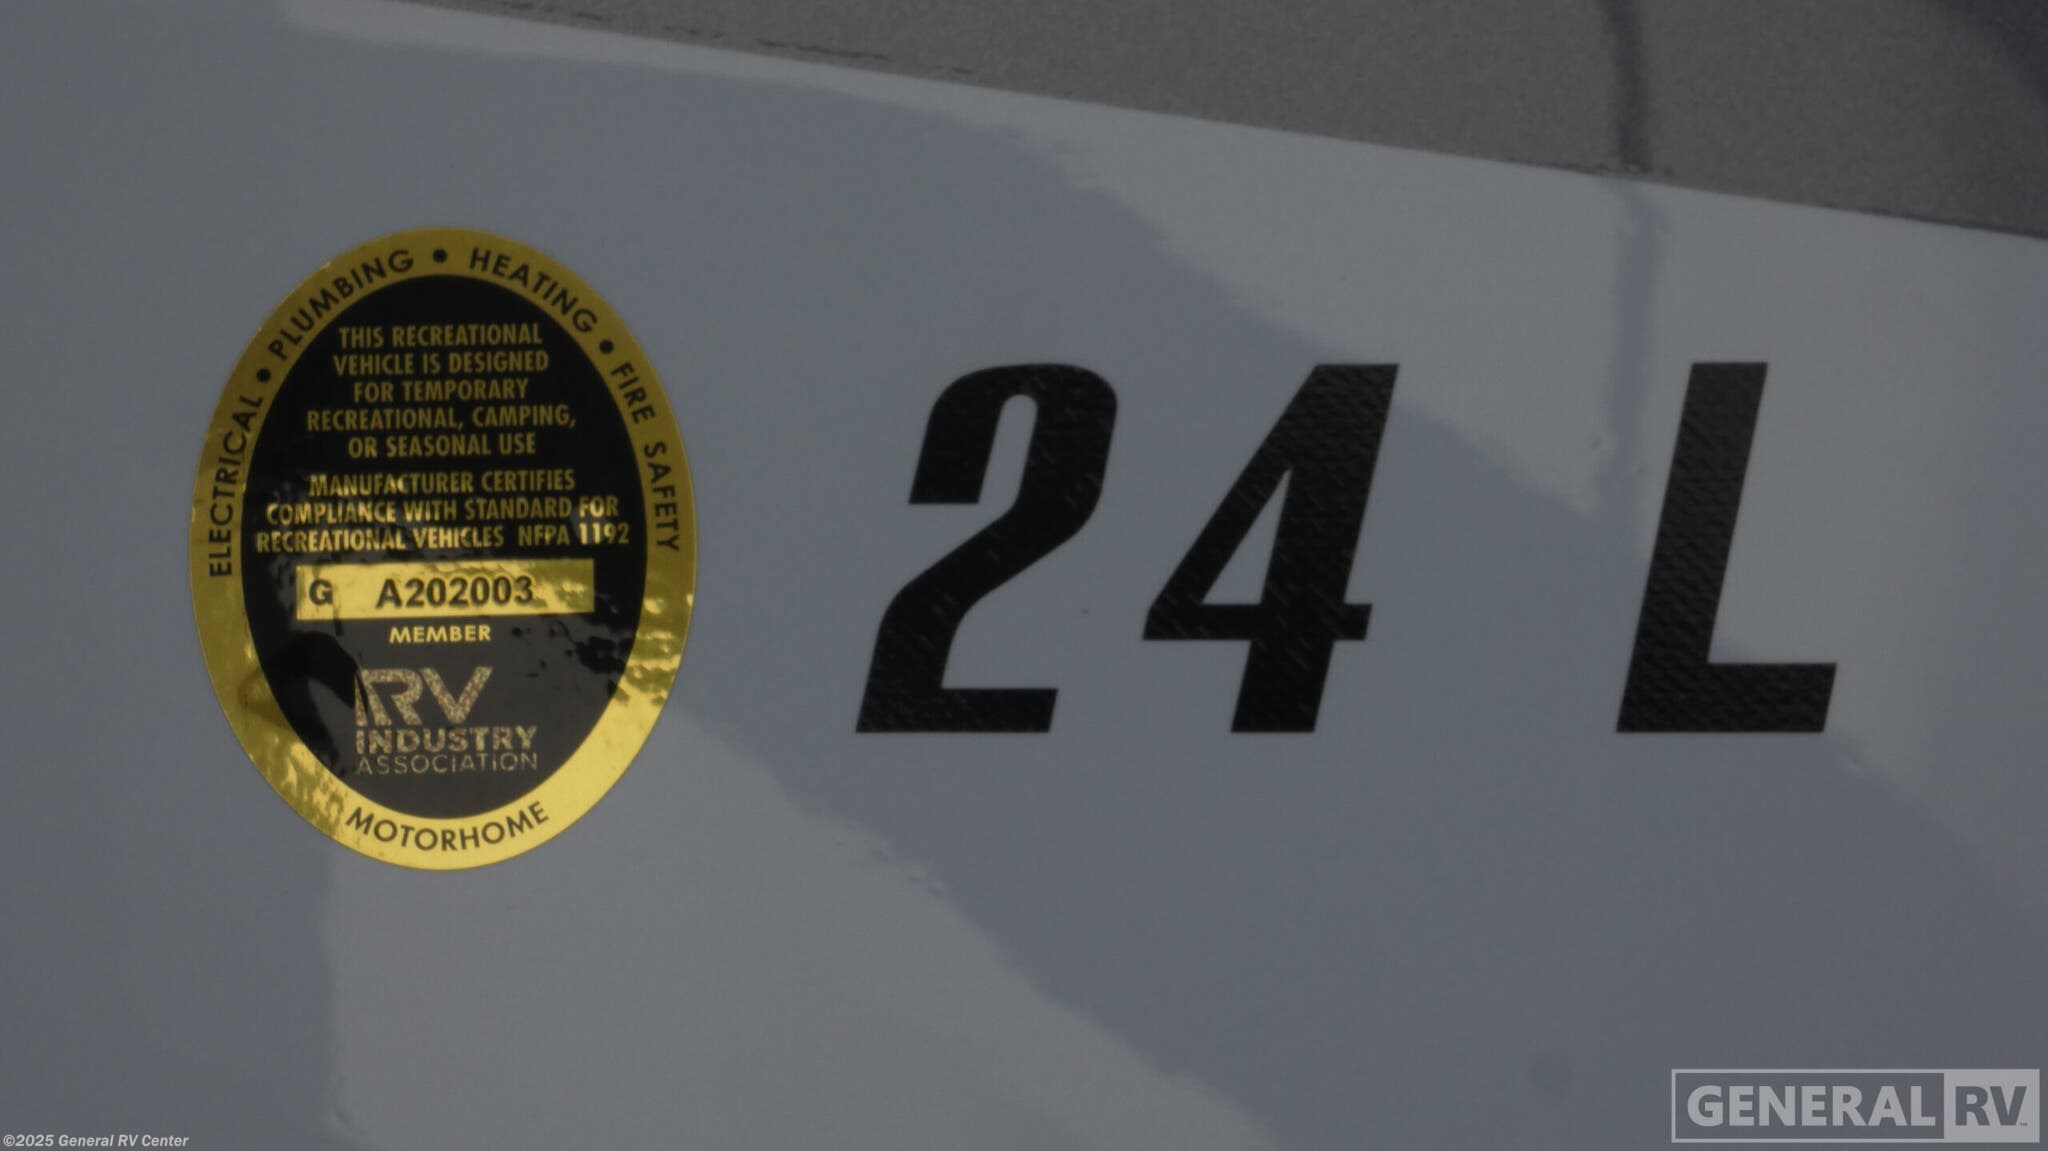 ELECTRICAL • PLUMBING • HEATING • FIRE SAFETY
THIS RECREATIONAL
VEHICLE IS DESIGNED
FOR TEMPORARY
RECREATIONAL, CAMPING,
OR SEASONAL USE
MANUFACTURER CERTIFIES
COMPLIANCE WITH STANDARD FOR
RECREATIONAL VEHICLES NFPA 1192
G A202003
MEMBER
RV
INDUSTRY
ASSOCIATION
MOTORHOME
24 L
©2025 General RV Center
GENERAL RV™